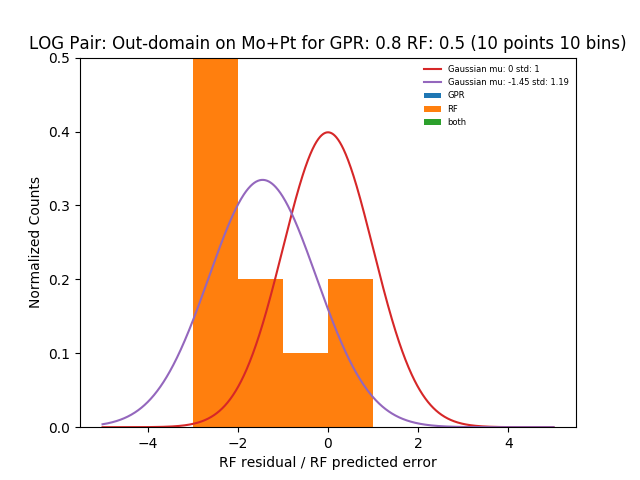 LOG Pair: Out-domain on Mo+Pt for GPR: 0.8 RF: 0.5 (10 points 10 bins)
Gaussian mu: 0 std: 1
Gaussian mu: -1.45 std: 1.19
GPR
RF
both
Normalized Counts
0.5
0.4
0.3
0.2
0.1
0.0
−4 −2 0 2 4
RF residual / RF predicted error